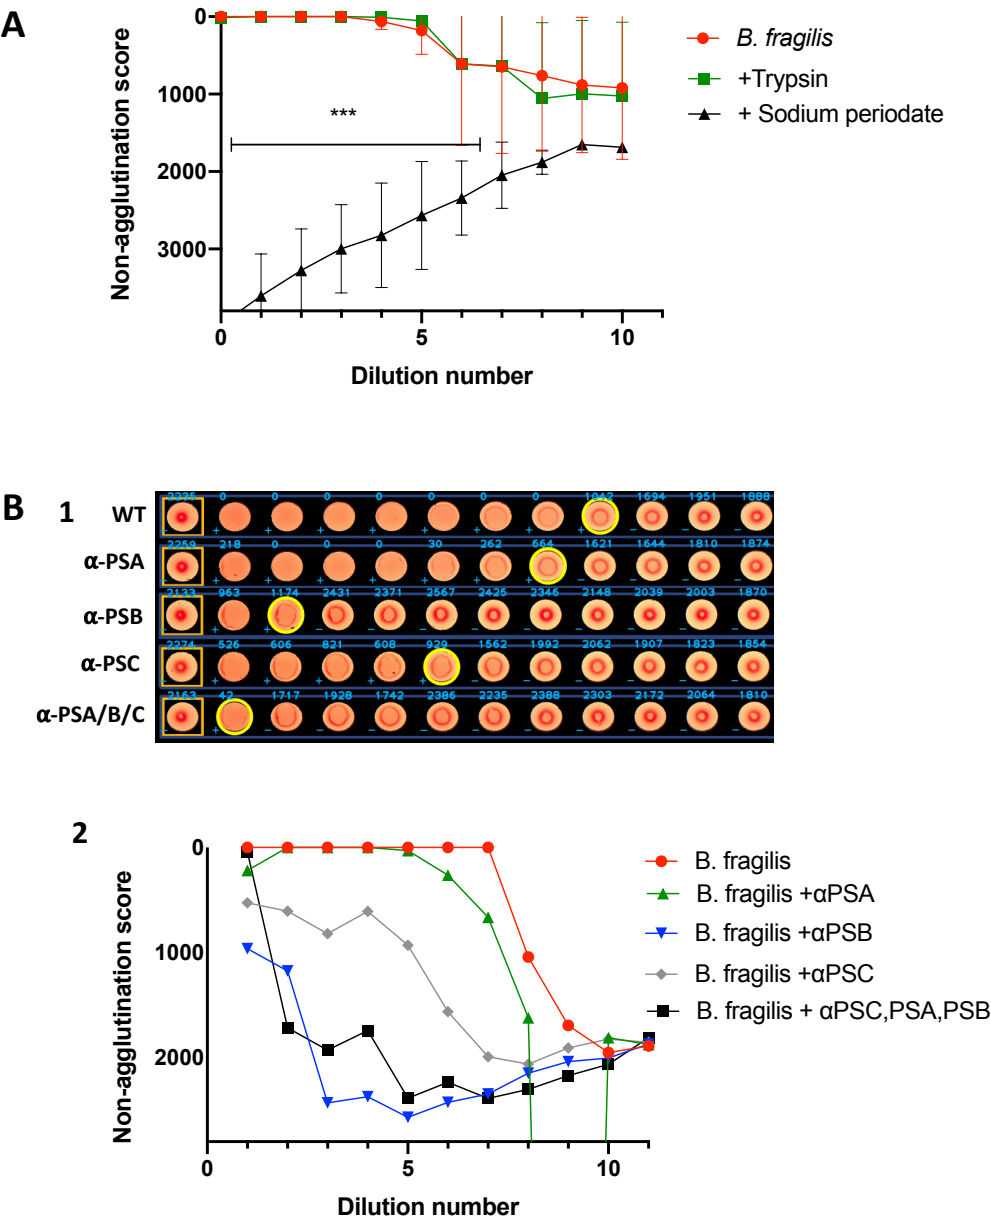 A
Non-agglutination score
0
1000
2000
3000
***
0
5
10
Dilution number
B. fragilis
+Trypsin
+ Sodium periodate
B
1
WT
2235 0 0 0 0 0 0 0 1042 1694 1951 1888
α-PSA
2259 218 0 0 0 30 262 664 1621 1644 1810 1874
α-PSB
2133 963 1174 2431 2371 2567 2425 2346 2148 2039 2003 1870
α-PSC
2274 526 606 821 608 929 1562 1992 2062 1907 1823 1854
α-PSA/B/C
2163 42 1717 1928 1742 2386 2235 2388 2303 2172 2064 1810
2
Non-agglutination score
0
1000
2000
0
5
10
Dilution number
B. fragilis
B. fragilis +αPSA
B. fragilis +αPSB
B. fragilis +αPSC
B. fragilis + αPSC,PSA,PSB